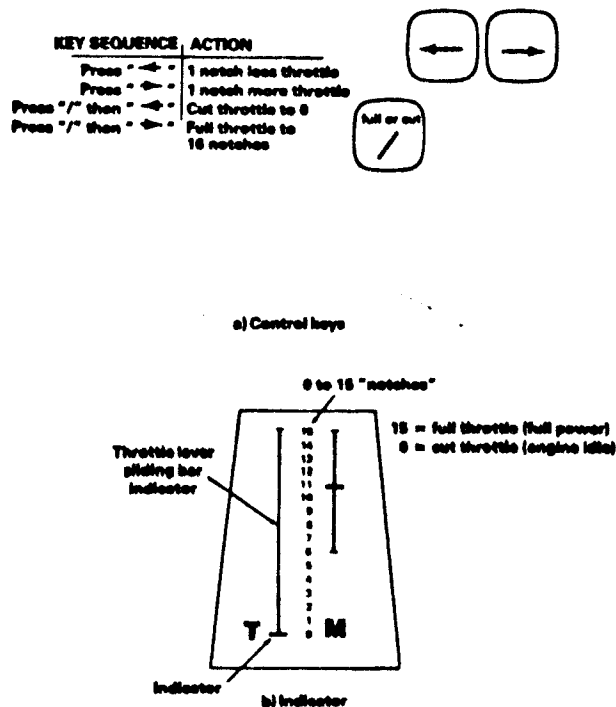 KEY SEQUENCE ACTION
Press "←" 1 notch less throttle
Press "→" 1 notch more throttle
Press "/" then "←" Cut throttle to 0
Press "/" then "→" Full throttle to
15 notches
← →
full or cut
/
a) Control keys
0 to 15 "notches"
15 = full throttle (full power)
0 = cut throttle (engine idle)
Throttle lever
sliding bar
indicator
15
14
13
12
11
10
9
8
7
6
5
4
3
2
1
0
T M
Indicator
b) Indicator